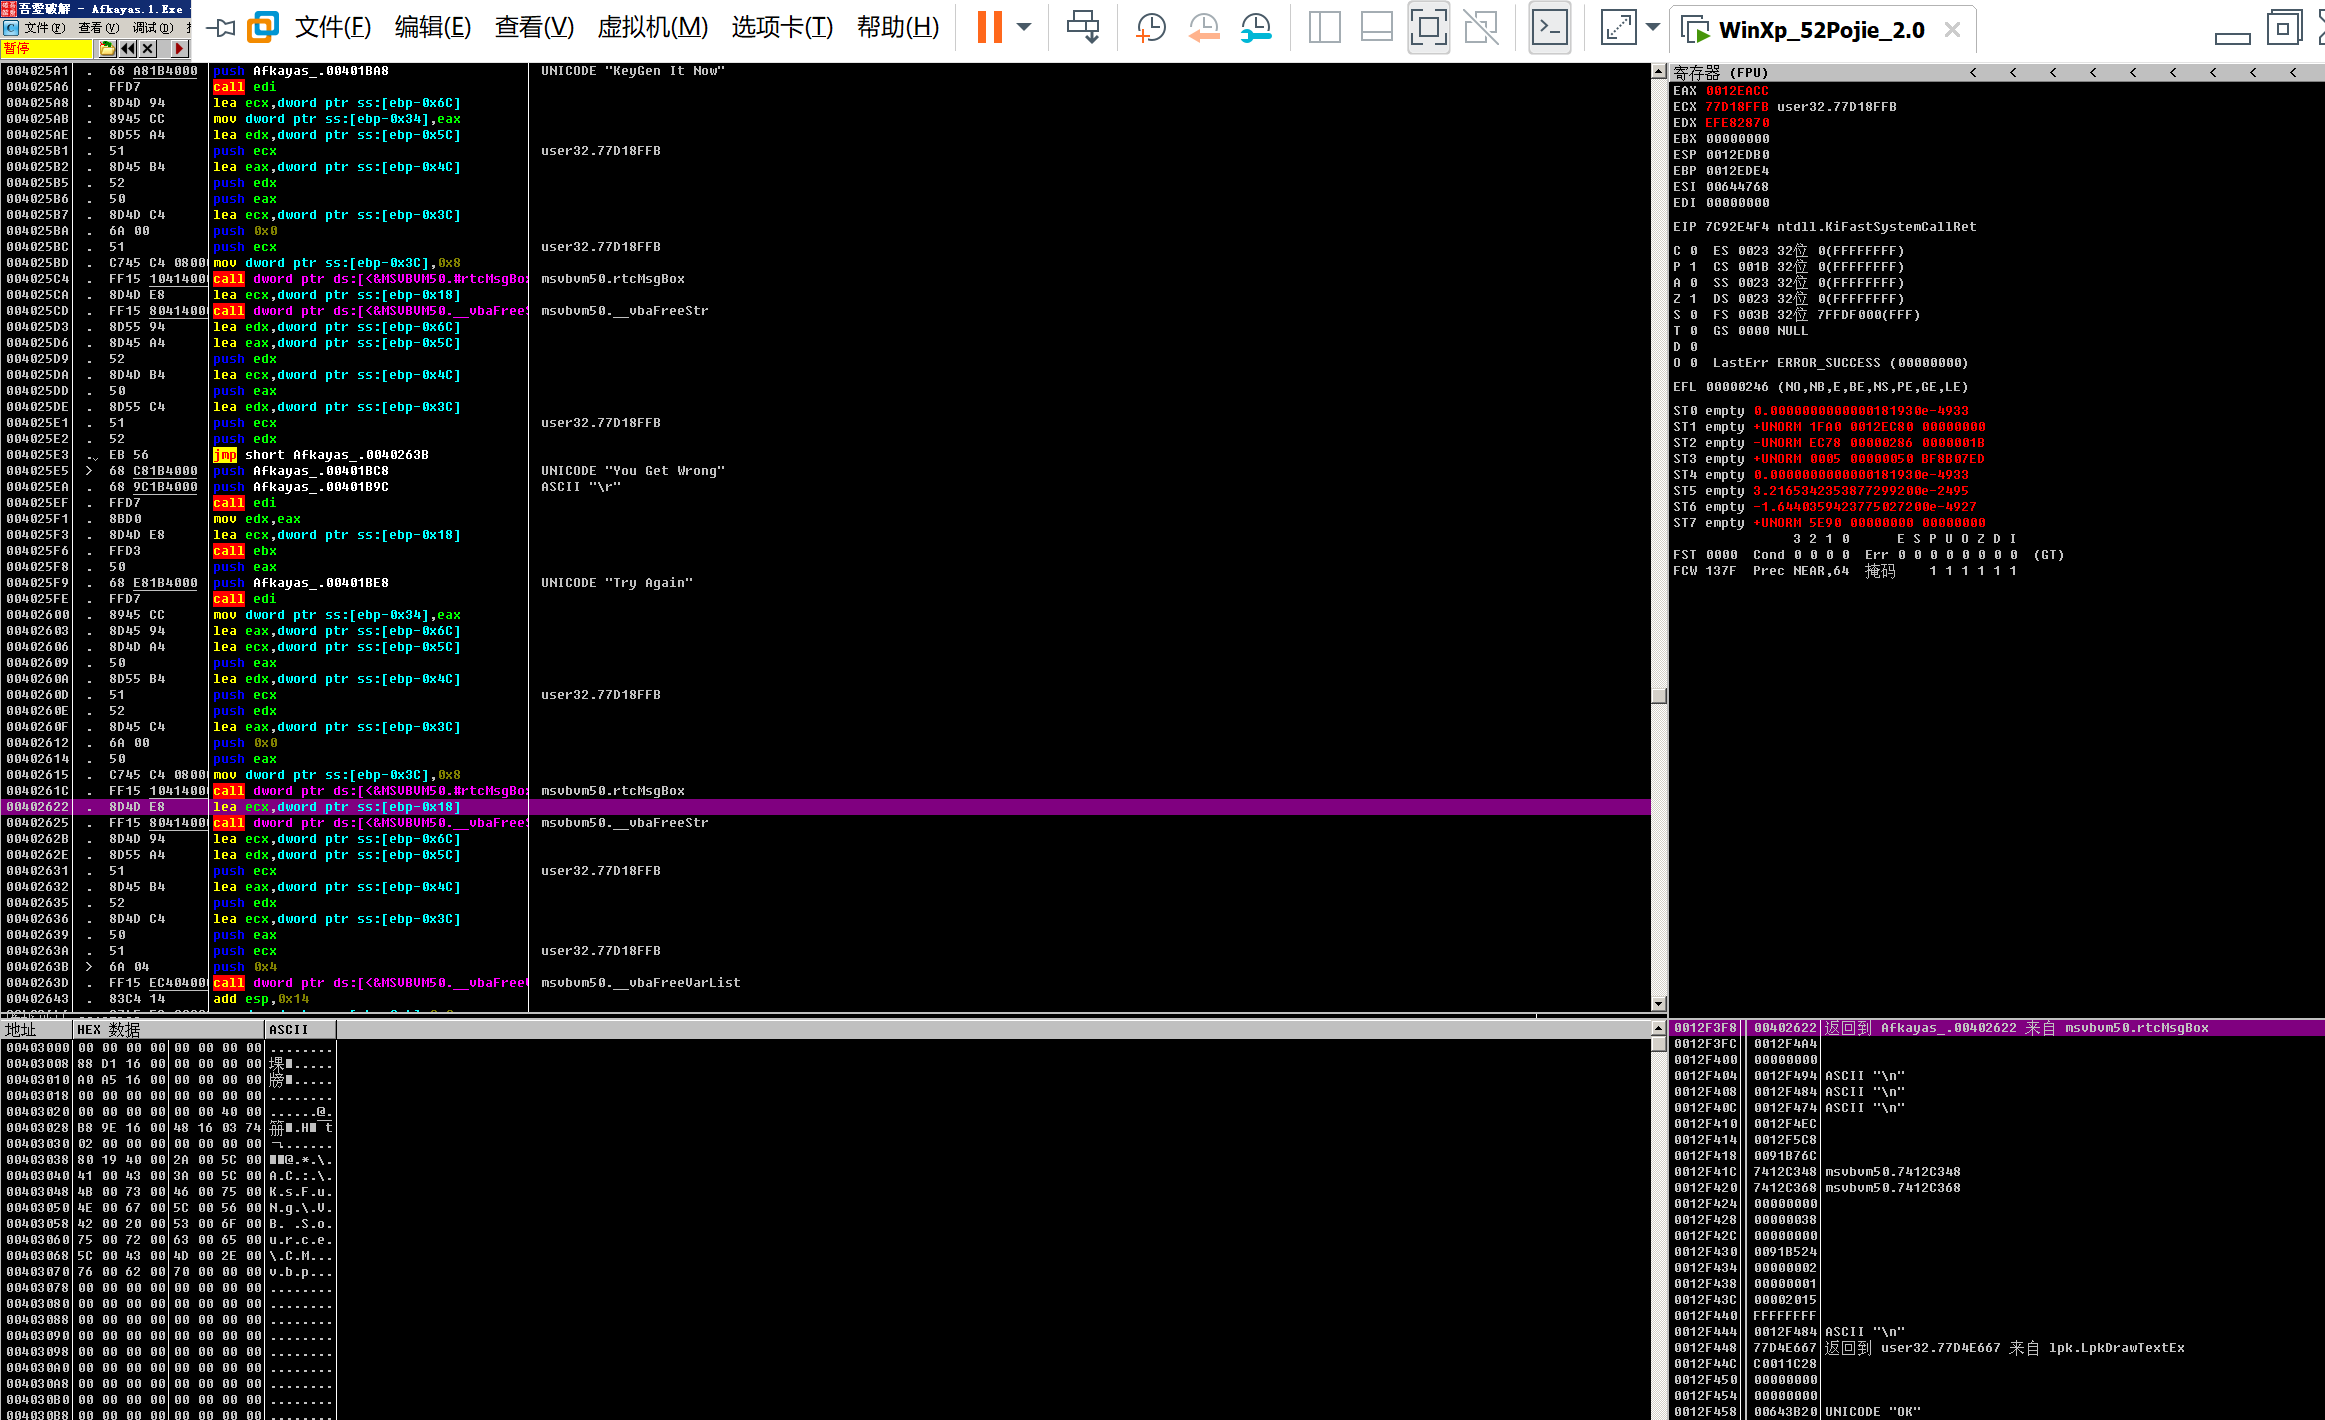 吾愛破解 - Afkayas.1.Exe
文件(F) 查看(V) 调试(D)
暂停
文件(F) 编辑(E) 查看(V) 虚拟机(M) 选项卡(T) 帮助(H)
WinXp_52Pojie_2.0
004025A1 . 68 A81B4000 push Afkayas_.00401BA8 UNICODE "KeyGen It Now"
004025A6 . FFD7 call edi
004025A8 . 8D4D 94 lea ecx,dword ptr ss:[ebp-0x6C]
004025AB . 8945 CC mov dword ptr ss:[ebp-0x34],eax
004025AE . 8D55 A4 lea edx,dword ptr ss:[ebp-0x5C]
004025B1 . 51 push ecx user32.77D18FFB
004025B2 . 8D45 B4 lea eax,dword ptr ss:[ebp-0x4C]
004025B5 . 52 push edx
004025B6 . 50 push eax
004025B7 . 8D4D C4 lea ecx,dword ptr ss:[ebp-0x3C]
004025BA . 6A 00 push 0x0
004025BC . 51 push ecx user32.77D18FFB
004025BD . C745 C4 0800 mov dword ptr ss:[ebp-0x3C],0x8
004025C4 . FF15 10414000 call dword ptr ds:[<&MSVBVM50.#rtcMsgBo msvbvm50.rtcMsgBox
004025CA . 8D4D E8 lea ecx,dword ptr ss:[ebp-0x18]
004025CD . FF15 80414000 call dword ptr ds:[<&MSVBVM50.__vbaFree msvbvm50.__vbaFreeStr
004025D3 . 8D55 94 lea edx,dword ptr ss:[ebp-0x6C]
004025D6 . 8D45 A4 lea eax,dword ptr ss:[ebp-0x5C]
004025D9 . 52 push edx
004025DA . 8D4D B4 lea ecx,dword ptr ss:[ebp-0x4C]
004025DD . 50 push eax
004025DE . 8D55 C4 lea edx,dword ptr ss:[ebp-0x3C]
004025E1 . 51 push ecx user32.77D18FFB
004025E2 . 52 push edx
004025E3 . EB 56 jmp short Afkayas_.0040263B
004025E5 > 68 C81B4000 push Afkayas_.00401BC8 UNICODE "You Get Wrong"
004025EA . 68 9C1B4000 push Afkayas_.00401B9C ASCII "\r"
004025EF . FFD7 call edi
004025F1 . 8BD0 mov edx,eax
004025F3 . 8D4D E8 lea ecx,dword ptr ss:[ebp-0x18]
004025F6 . FFD3 call ebx
004025F8 . 50 push eax
004025F9 . 68 E81B4000 push Afkayas_.00401BE8 UNICODE "Try Again"
004025FE . FFD7 call edi
00402600 . 8945 CC mov dword ptr ss:[ebp-0x34],eax
00402603 . 8D45 94 lea eax,dword ptr ss:[ebp-0x6C]
00402606 . 8D4D A4 lea ecx,dword ptr ss:[ebp-0x5C]
00402609 . 50 push eax
0040260A . 8D55 B4 lea edx,dword ptr ss:[ebp-0x4C]
0040260D . 51 push ecx user32.77D18FFB
0040260E . 52 push edx
0040260F . 8D45 C4 lea eax,dword ptr ss:[ebp-0x3C]
00402612 . 6A 00 push 0x0
00402614 . 50 push eax
00402615 . C745 C4 0800 mov dword ptr ss:[ebp-0x3C],0x8
0040261C . FF15 10414000 call dword ptr ds:[<&MSVBVM50.#rtcMsgBo msvbvm50.rtcMsgBox
00402622 . 8D4D E8 lea ecx,dword ptr ss:[ebp-0x18]
00402625 . FF15 80414000 call dword ptr ds:[<&MSVBVM50.__vbaFree msvbvm50.__vbaFreeStr
0040262B . 8D4D 94 lea ecx,dword ptr ss:[ebp-0x6C]
0040262E . 8D55 A4 lea edx,dword ptr ss:[ebp-0x5C]
00402631 . 51 push ecx user32.77D18FFB
00402632 . 8D45 B4 lea eax,dword ptr ss:[ebp-0x4C]
00402635 . 52 push edx
00402636 . 8D4D C4 lea ecx,dword ptr ss:[ebp-0x3C]
00402639 . 50 push eax
0040263A . 51 push ecx user32.77D18FFB
0040263B > 6A 04 push 0x4
0040263D . FF15 EC404000 call dword ptr ds:[<&MSVBVM50.__vbaFree msvbvm50.__vbaFreeVarList
00402643 . 83C4 14 add esp,0x14
寄存器 (FPU) < < < < < < < < <
EAX 0012EACC
ECX 77D18FFB user32.77D18FFB
EDX EFE82870
EBX 00000000
ESP 0012EDB0
EBP 0012EDE4
ESI 00644768
EDI 00000000
EIP 7C92E4F4 ntdll.KiFastSystemCallRet
C 0 ES 0023 32位 0(FFFFFFFF)
P 1 CS 001B 32位 0(FFFFFFFF)
A 0 SS 0023 32位 0(FFFFFFFF)
Z 1 DS 0023 32位 0(FFFFFFFF)
S 0 FS 003B 32位 7FFDF000(FFF)
T 0 GS 0000 NULL
D 0
O 0 LastErr ERROR_SUCCESS (00000000)
EFL 00000246 (NO,NB,E,BE,NS,PE,GE,LE)
ST0 empty 0.0000000000000181930e-4933
ST1 empty +UNORM 1FA0 0012EC80 00000000
ST2 empty -UNORM EC78 00000286 0000001B
ST3 empty +UNORM 0005 00000050 BF8B07ED
ST4 empty 0.0000000000000181930e-4933
ST5 empty 3.2165342353877299200e-2495
ST6 empty -1.6440359423775027200e-4927
ST7 empty +UNORM 5E90 00000000 00000000
3 2 1 0 E S P U O Z D I
FST 0000 Cond 0 0 0 0 Err 0 0 0 0 0 0 0 0 (GT)
FCW 137F Prec NEAR,64 掩码 1 1 1 1 1 1
地址 HEX 数据 ASCII
00403000 00 00 00 00 00 00 00 00 ........
00403008 88 D1 16 00 00 00 00 00 .....
00403010 A0 A5 16 00 00 00 00 00 .....
00403018 00 00 00 00 00 00 00 00 ........
00403020 00 00 00 00 00 00 40 00 ......@.
00403028 B8 9E 16 00 48 16 03 74 .H t
00403030 02 00 00 00 00 00 00 00 .......
00403038 80 19 40 00 2A 00 5C 00 @.*.\.
00403040 41 00 43 00 3A 00 5C 00 A.C.:.\.
00403048 4B 00 73 00 46 00 75 00 K.s.F.u.
00403050 4E 00 67 00 5C 00 56 00 N.g.\.V.
00403058 42 00 20 00 53 00 6F 00 B. .S.o.
00403060 75 00 72 00 63 00 65 00 u.r.c.e.
00403068 5C 00 43 00 4D 00 2E 00 \.C.M...
00403070 76 00 62 00 70 00 00 00 v.b.p...
00403078 00 00 00 00 00 00 00 00 ........
00403080 00 00 00 00 00 00 00 00 ........
00403088 00 00 00 00 00 00 00 00 ........
00403090 00 00 00 00 00 00 00 00 ........
00403098 00 00 00 00 00 00 00 00 ........
004030A0 00 00 00 00 00 00 00 00 ........
004030A8 00 00 00 00 00 00 00 00 ........
004030B0 00 00 00 00 00 00 00 00 ........
004030B8 00 00 00 00 00 00 00 00 ........
0012F3F8 00402622 返回到 Afkayas_.00402622 来自 msvbvm50.rtcMsgBox
0012F3FC 0012F4A4
0012F400 00000000
0012F404 0012F494 ASCII "\n"
0012F408 0012F484 ASCII "\n"
0012F40C 0012F474 ASCII "\n"
0012F410 0012F4EC
0012F414 0012F5C8
0012F418 0091B76C
0012F41C 7412C348 msvbvm50.7412C348
0012F420 7412C368 msvbvm50.7412C368
0012F424 00000000
0012F428 00000038
0012F42C 00000000
0012F430 0091B524
0012F434 00000002
0012F438 00000001
0012F43C 00002015
0012F440 FFFFFFFF
0012F444 0012F484 ASCII "\n"
0012F448 77D4E667 返回到 user32.77D4E667 来自 lpk.LpkDrawTextEx
0012F44C C0011C28
0012F450 00000000
0012F454 00000000
0012F458 00643B20 UNICODE "OK"